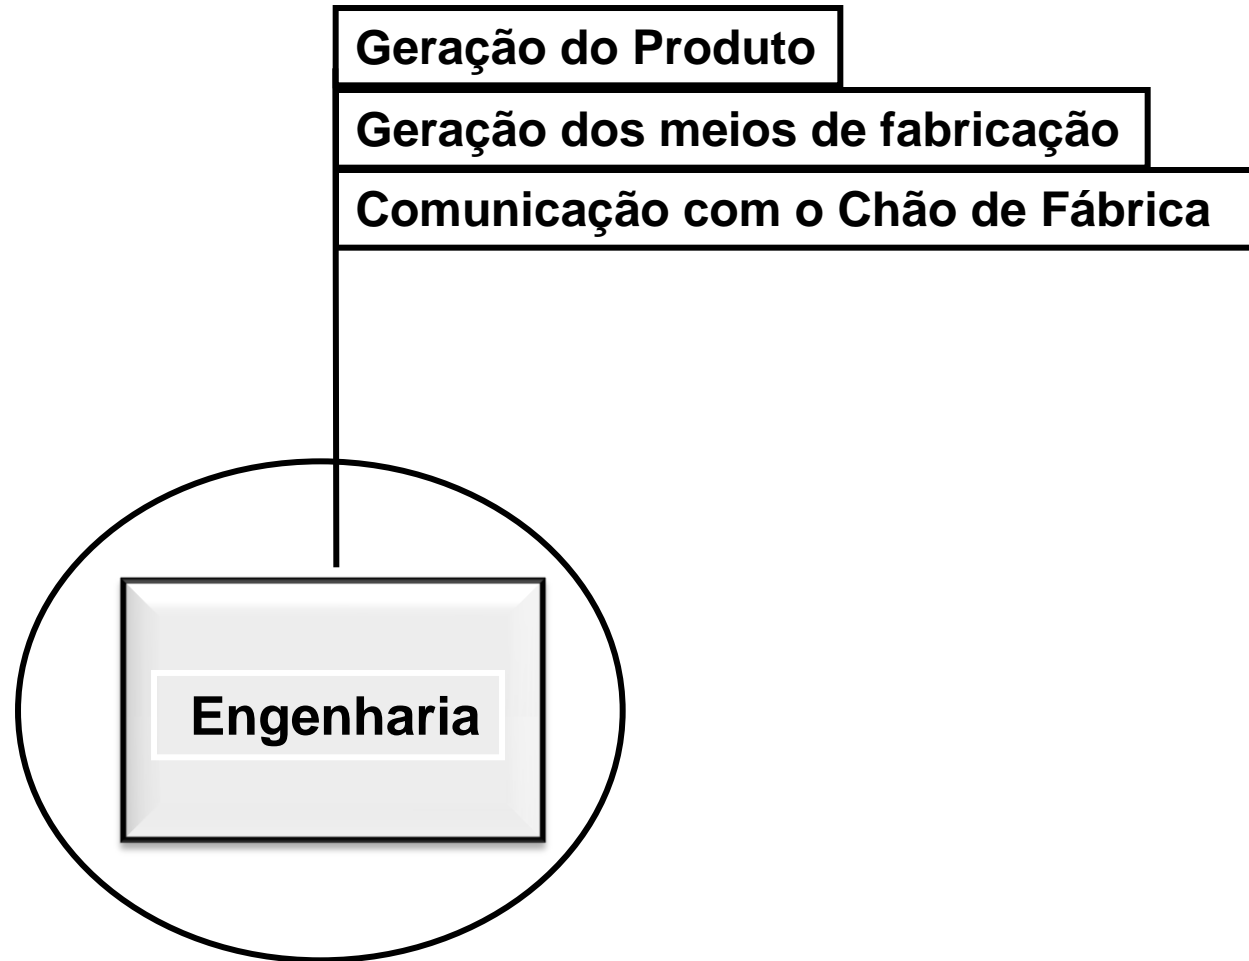 Geração do Produto
Geração dos meios de fabricação
Comunicação com o Chão de Fábrica
Engenharia